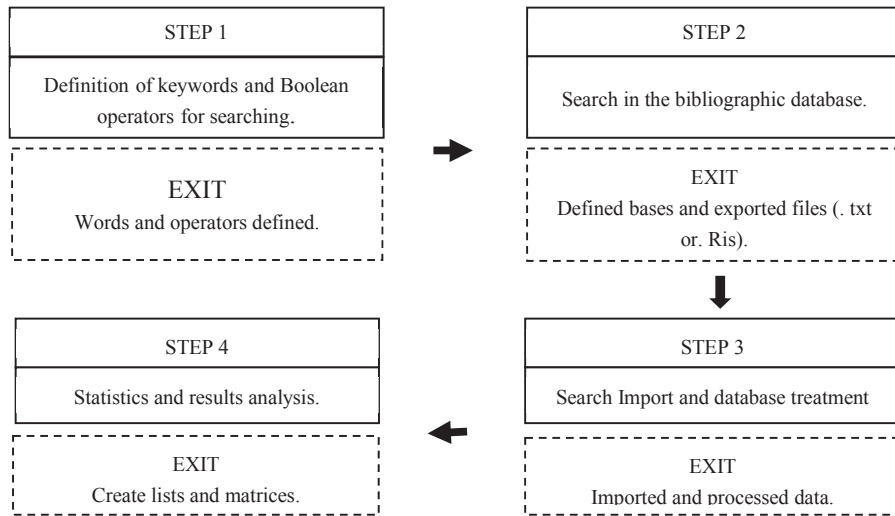 STEP 1
Definition of keywords and Boolean
operators for searching.
EXIT
Words and operators defined.
STEP 2
Search in the bibliographic database.
EXIT
Defined bases and exported files (. txt
or. Ris).
STEP 3
Search Import and database treatment
EXIT
Imported and processed data.
STEP 4
Statistics and results analysis.
EXIT
Create lists and matrices.